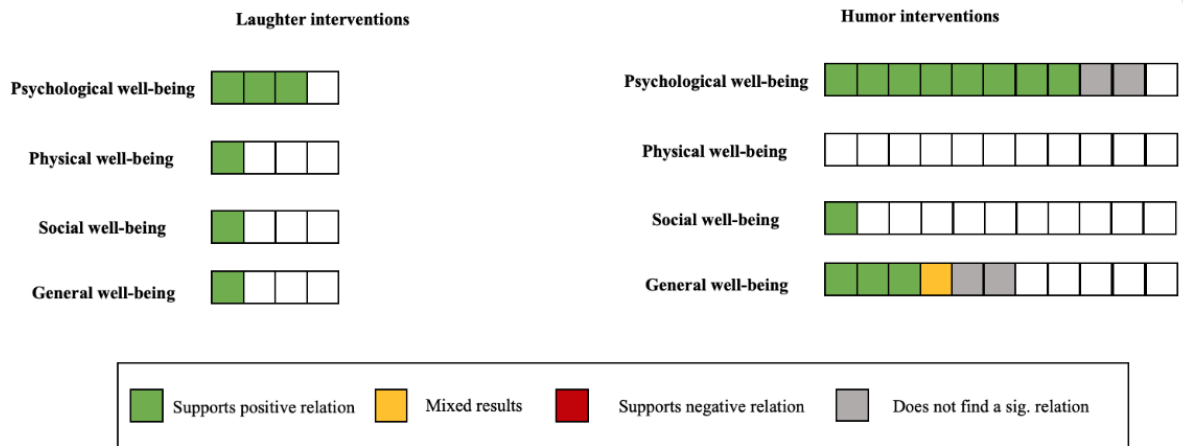 Laughter interventions
Humor interventions
Psychological well-being
Psychological well-being
Physical well-being
Physical well-being
Social well-being
Social well-being
General well-being
General well-being
Supports positive relation
Mixed results
Supports negative relation
Does not find a sig. relation